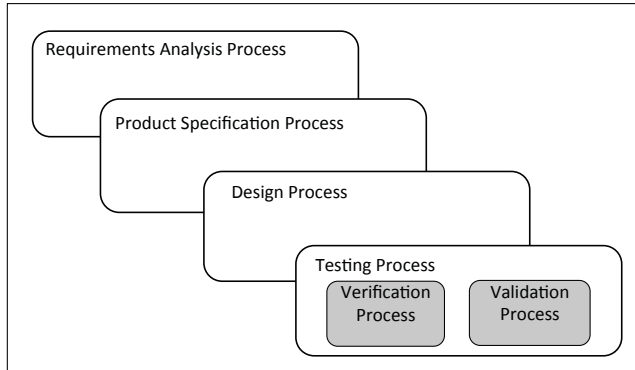 Requirements Analysis Process
Product Specification Process
Design Process
Testing Process
Verification
Process
Validation
Process